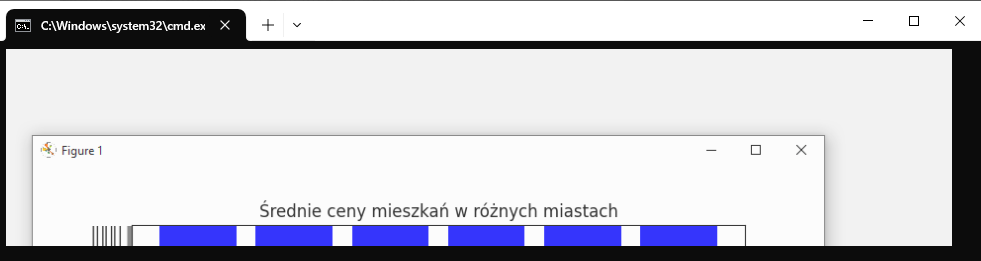 C:\Windows\system32\cmd.ex
Figure 1
Średnie ceny mieszkań w różnych miastach